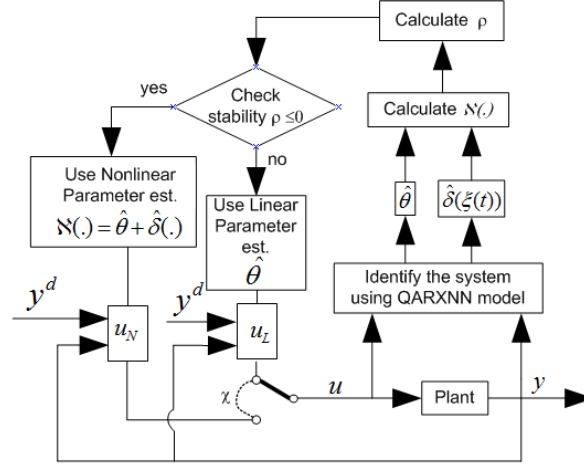 Calculate ρ
yes
Check
stability ρ ≤0
no
Calculate ℵ(.)
Use Nonlinear
Parameter est.
ℵ(.) = θ̂ + δ̂(.)
Use Linear
Parameter
est.
θ̂
θ̂
δ̂(ξ(t))
Identify the system
using QARXNN model
y^d
u_N
y^d
u_L
χ
u
Plant
y